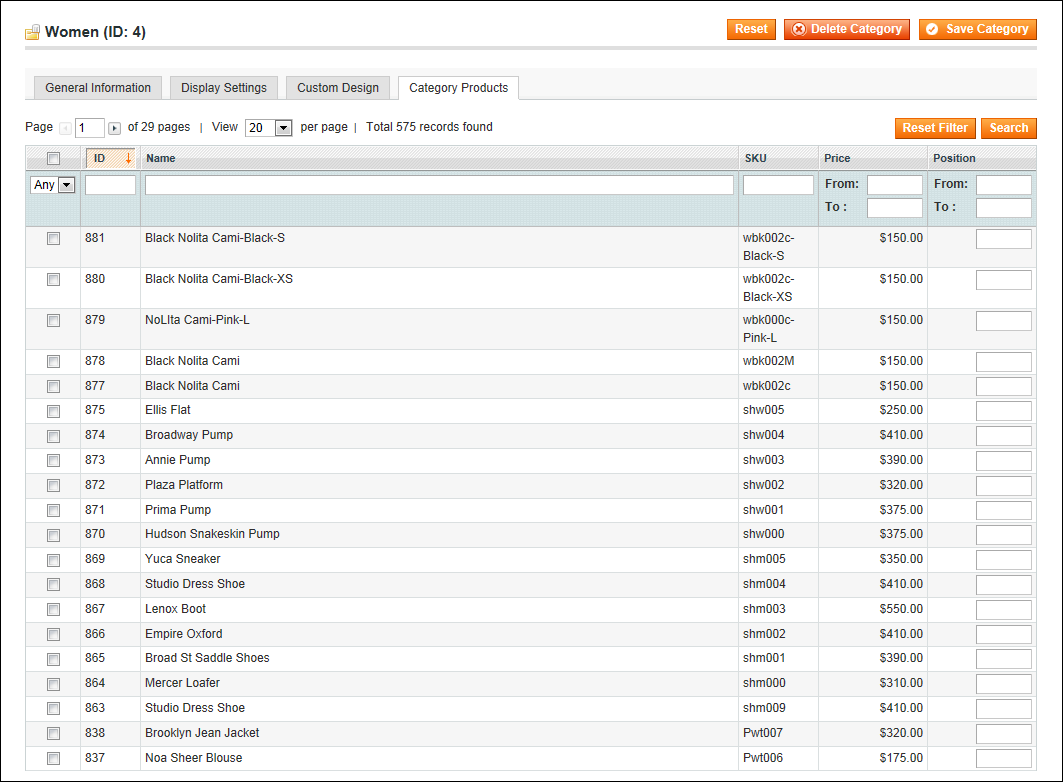 Women (ID: 4) Reset Delete Category Save Category
General Information Display Settings Custom Design Category Products
Page 1 of 29 pages | View 20 per page | Total 575 records found Reset Filter Search
ID Name SKU Price Position
Any From: From:
To : To :
881 Black Nolita Cami-Black-S wbk002c- $150.00
Black-S
880 Black Nolita Cami-Black-XS wbk002c- $150.00
Black-XS
879 NoLIta Cami-Pink-L wbk000c- $150.00
Pink-L
878 Black Nolita Cami wbk002M $150.00
877 Black Nolita Cami wbk002c $150.00
875 Ellis Flat shw005 $250.00
874 Broadway Pump shw004 $410.00
873 Annie Pump shw003 $390.00
872 Plaza Platform shw002 $320.00
871 Prima Pump shw001 $375.00
870 Hudson Snakeskin Pump shw000 $375.00
869 Yuca Sneaker shm005 $350.00
868 Studio Dress Shoe shm004 $410.00
867 Lenox Boot shm003 $550.00
866 Empire Oxford shm002 $410.00
865 Broad St Saddle Shoes shm001 $390.00
864 Mercer Loafer shm000 $310.00
863 Studio Dress Shoe shm009 $410.00
838 Brooklyn Jean Jacket Pwt007 $320.00
837 Noa Sheer Blouse Pwt006 $175.00